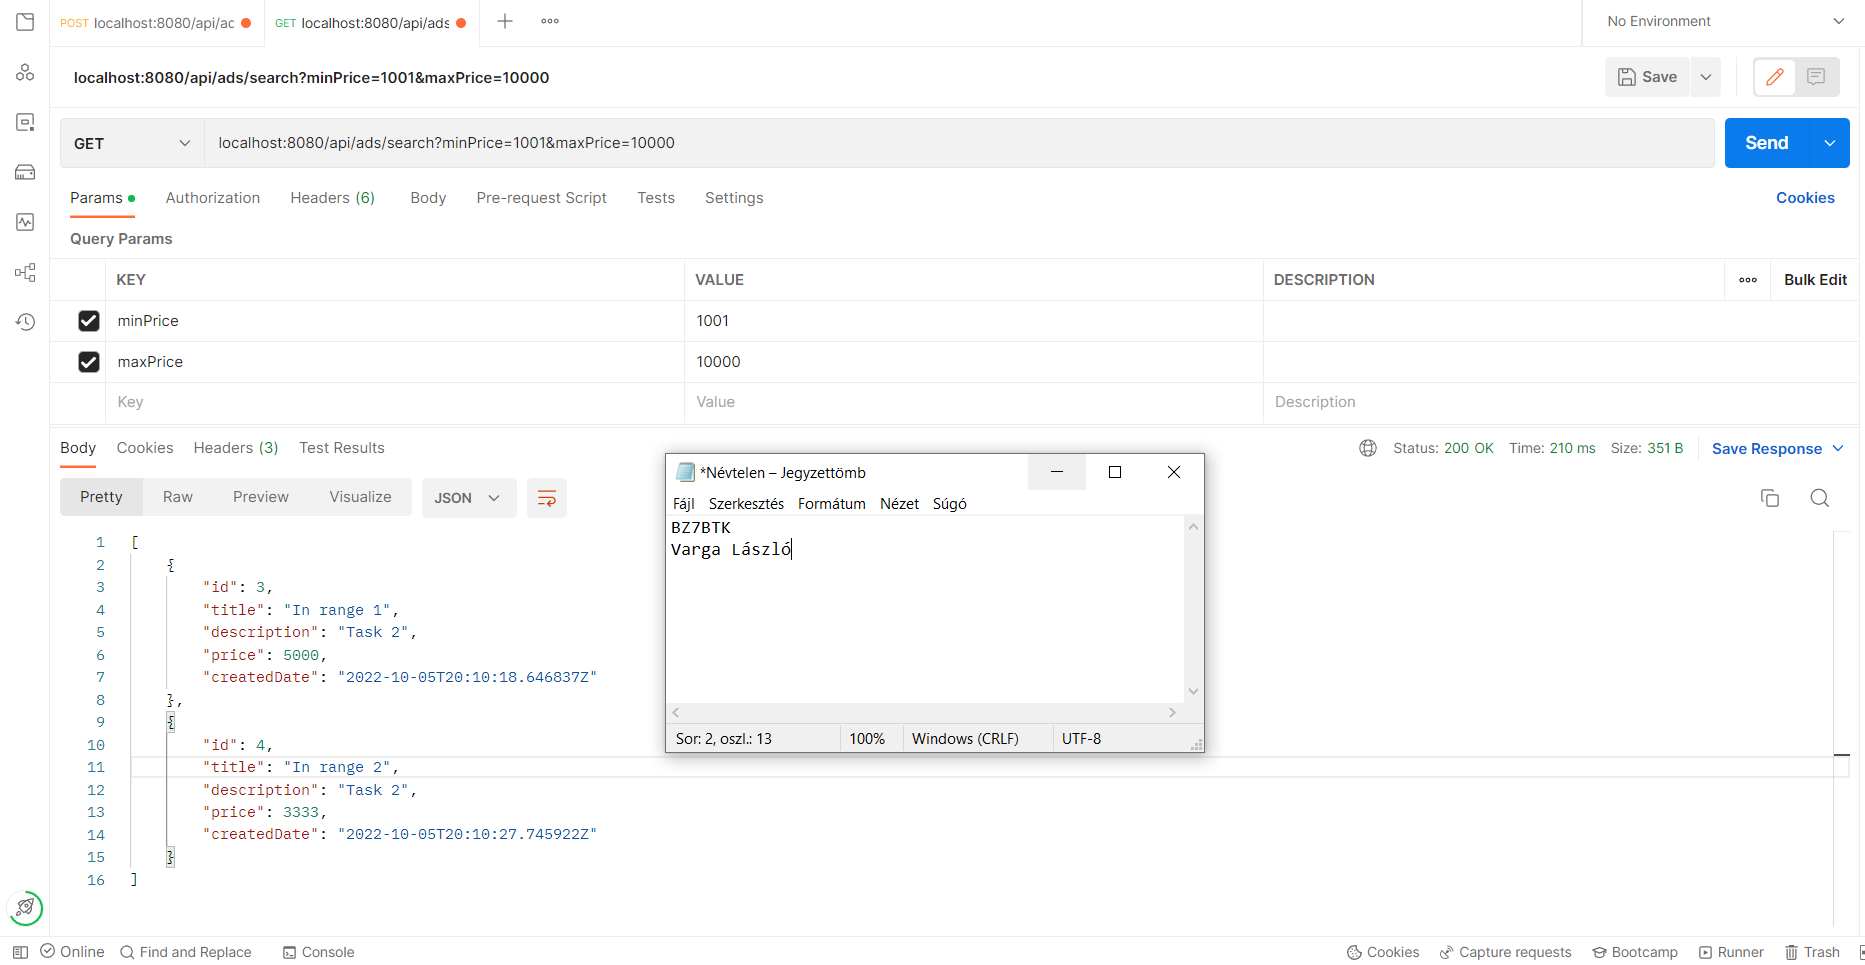 POST localhost:8080/api/ac
GET localhost:8080/api/ads
No Environment
localhost:8080/api/ads/search?minPrice=1001&maxPrice=10000
Save
GET
localhost:8080/api/ads/search?minPrice=1001&maxPrice=10000
Send
Params Authorization Headers (6) Body Pre-request Script Tests Settings Cookies
Query Params
KEY VALUE DESCRIPTION Bulk Edit
minPrice 1001
maxPrice 10000
Key Value Description
Body Cookies Headers (3) Test Results Status: 200 OK Time: 210 ms Size: 351 B Save Response
Pretty Raw Preview Visualize JSON
1 [
2 {
3 "id": 3,
4 "title": "In range 1",
5 "description": "Task 2",
6 "price": 5000,
7 "createdDate": "2022-10-05T20:10:18.646837Z"
8 },
9 {
10 "id": 4,
11 "title": "In range 2",
12 "description": "Task 2",
13 "price": 3333,
14 "createdDate": "2022-10-05T20:10:27.745922Z"
15 }
16 ]
*Névtelen – Jegyzettömb
Fájl Szerkesztés Formátum Nézet Súgó
BZ7BTK
Varga László
Sor: 2, oszl.: 13 100% Windows (CRLF) UTF-8
Online Find and Replace Console Cookies Capture requests Bootcamp Runner Trash